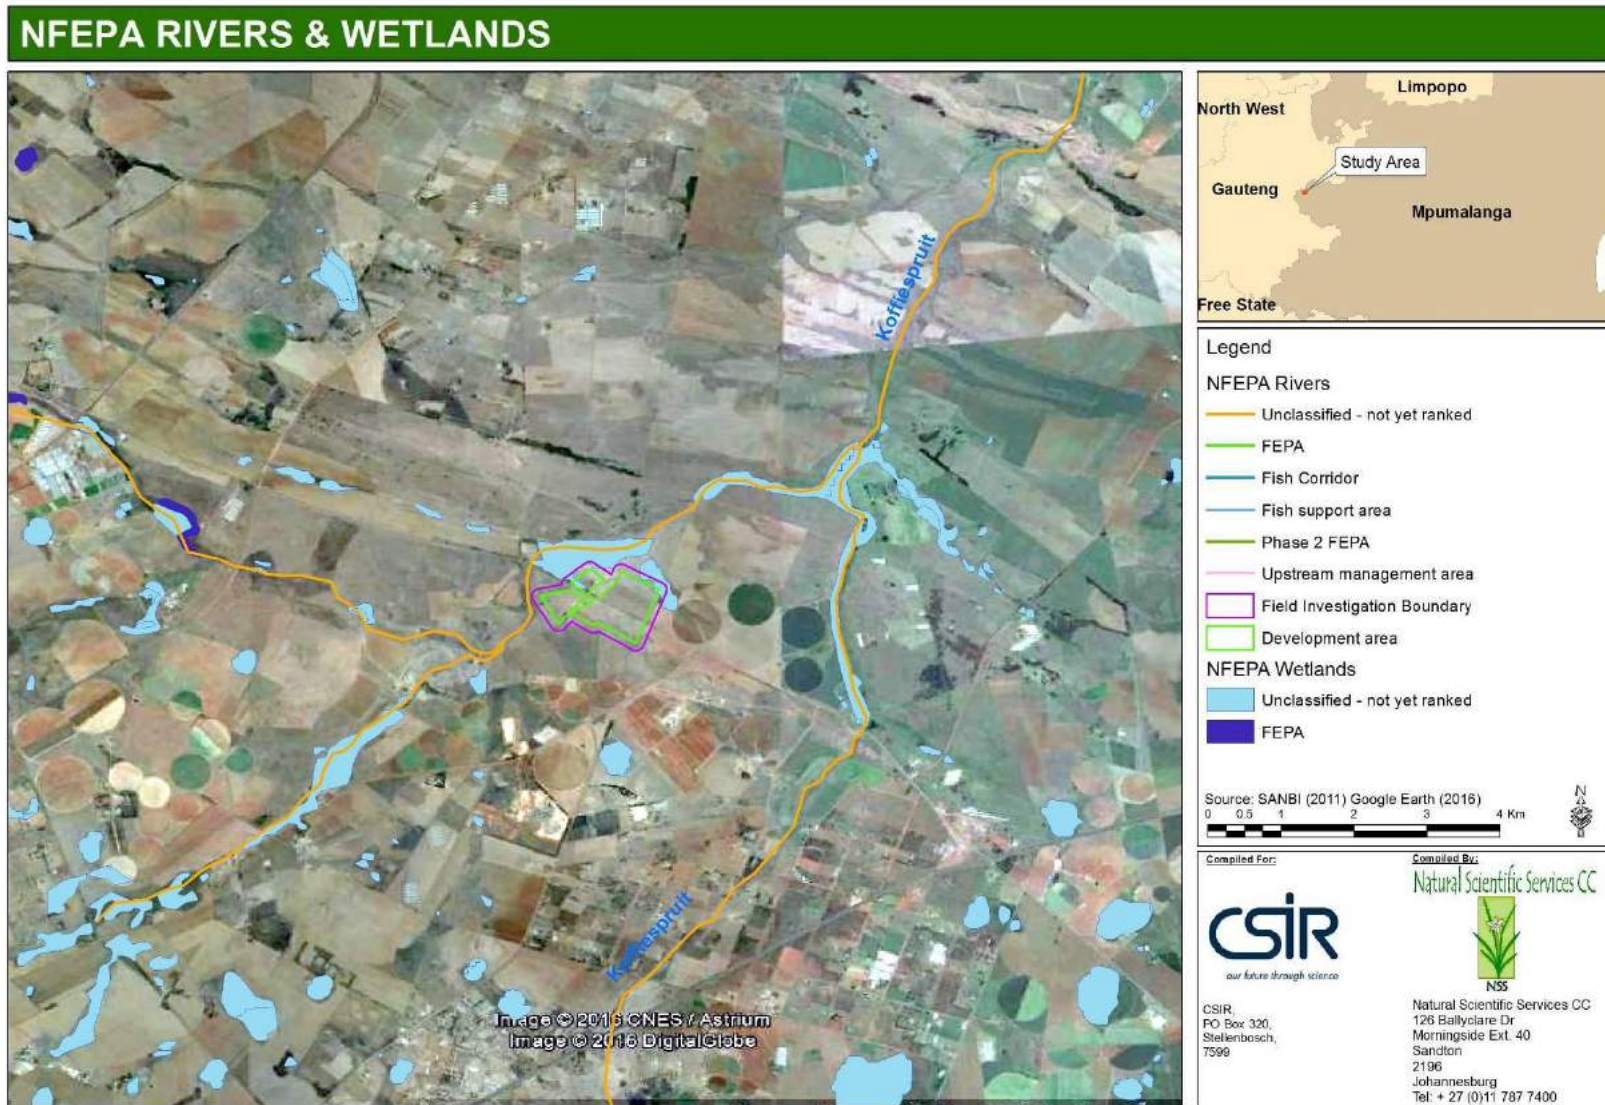 NFEPA RIVERS & WETLANDS
Koffiespruit
Koffiespruit
Image © 2016 CNES / Astrium
Image © 2016 DigitalGlobe
Limpopo
North West
Study Area
Gauteng
Mpumalanga
Free State
Legend
NFEPA Rivers
Unclassified - not yet ranked
FEPA
Fish Corridor
Fish support area
Phase 2 FEPA
Upstream management area
Field Investigation Boundary
Development area
NFEPA Wetlands
Unclassified - not yet ranked
FEPA
Source: SANBI (2011) Google Earth (2016)
0 0.5 1 2 3 4 Km
N
Compiled For:
CSIR
our future through science
CSIR,
PO Box 320,
Stellenbosch,
7599
Compiled By:
Natural Scientific Services CC
NSS
Natural Scientific Services CC
126 Ballyclare Dr
Morningside Ext. 40
Sandton
2196
Johannesburg
Tel: + 27 (0)11 787 7400